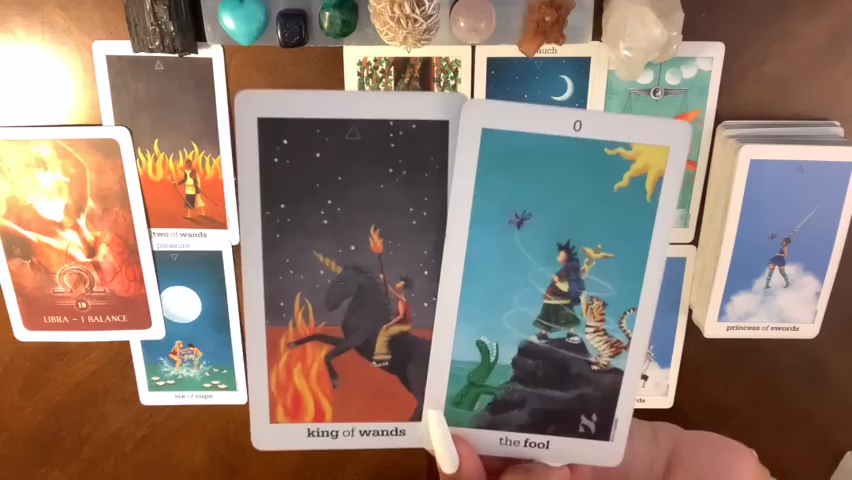 auch
two of wands
pleasure
0
19
LIBRA - 1 BALANCE
princess of swords
six of cups
king of wands
the fool
א